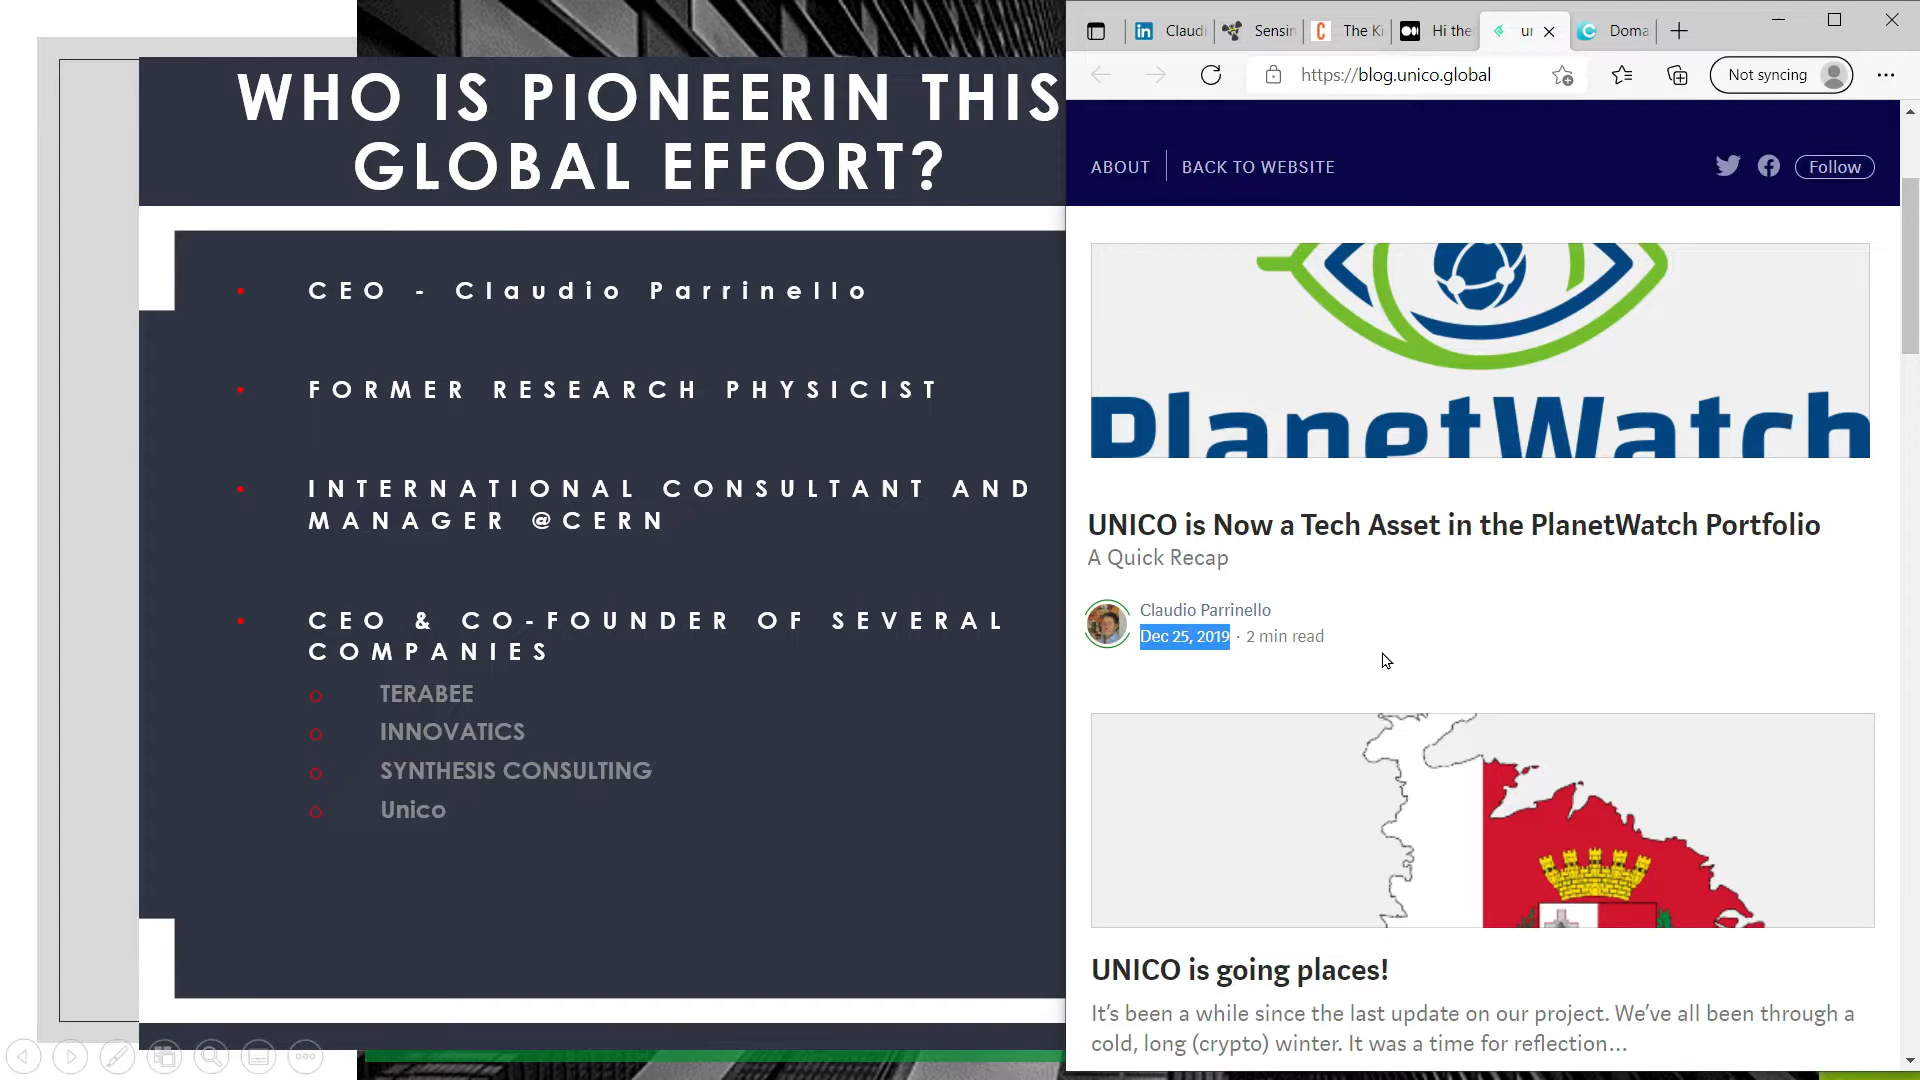 WHO IS PIONEERIN THIS
GLOBAL EFFORT?
• CEO - Claudio Parrinello
• FORMER RESEARCH PHYSICIST
• INTERNATIONAL CONSULTANT AND
MANAGER @CERN
• CEO & CO-FOUNDER OF SEVERAL
COMPANIES
o TERABEE
o INNOVATICS
o SYNTHESIS CONSULTING
o Unico
Claudi
Sensin
The Ki
Hi the
ur
Doma
https://blog.unico.global
Not syncing
ABOUT
BACK TO WEBSITE
Follow
PlanetWatch
UNICO is Now a Tech Asset in the PlanetWatch Portfolio
A Quick Recap
Claudio Parrinello
Dec 25, 2019 · 2 min read
UNICO is going places!
It’s been a while since the last update on our project. We’ve all been through a
cold, long (crypto) winter. It was a time for reflection…